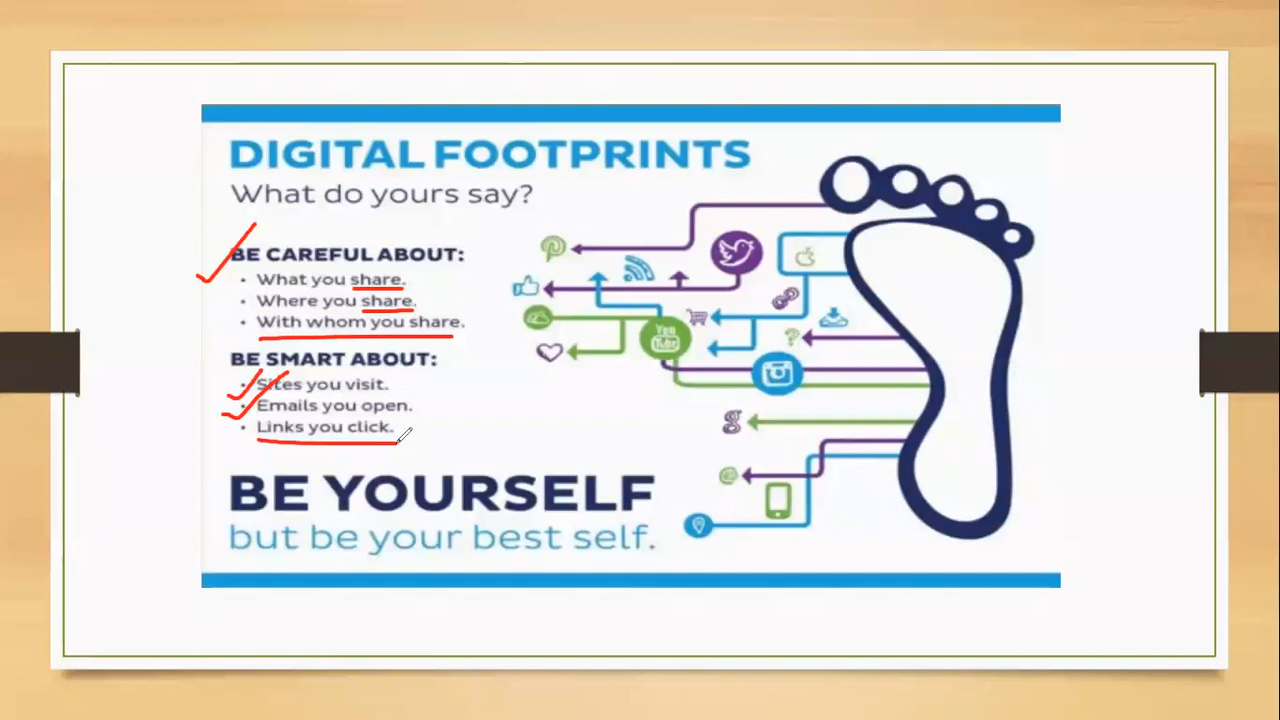 DIGITAL FOOTPRINTS
What do yours say?
BE CAREFUL ABOUT:
• What you share.
• Where you share.
• With whom you share.
BE SMART ABOUT:
• Sites you visit.
• Emails you open.
• Links you click.
BE YOURSELF
but be your best self.
You
Tube
?
g
@